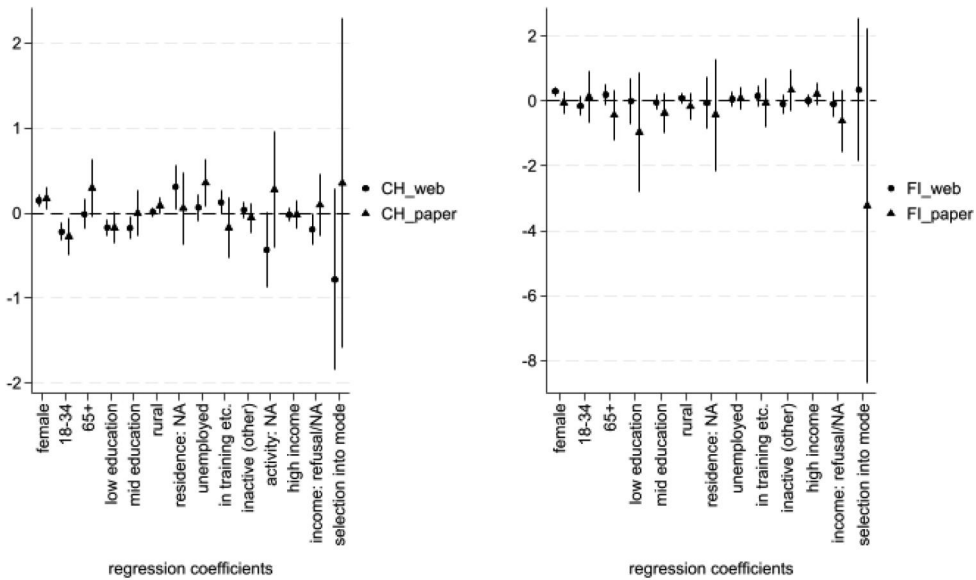 2
1
0
-1
-2
female
18-34
65+
low education
mid education
rural
residence: NA
unemployed
in training etc.
inactive (other)
activity: NA
high income
income: refusal/NA
selection into mode
regression coefficients
CH_web
CH_paper
2
0
-2
-4
-6
-8
female
18-34
65+
low education
mid education
rural
residence: NA
unemployed
in training etc.
inactive (other)
high income
income: refusal/NA
selection into mode
regression coefficients
FI_web
FI_paper